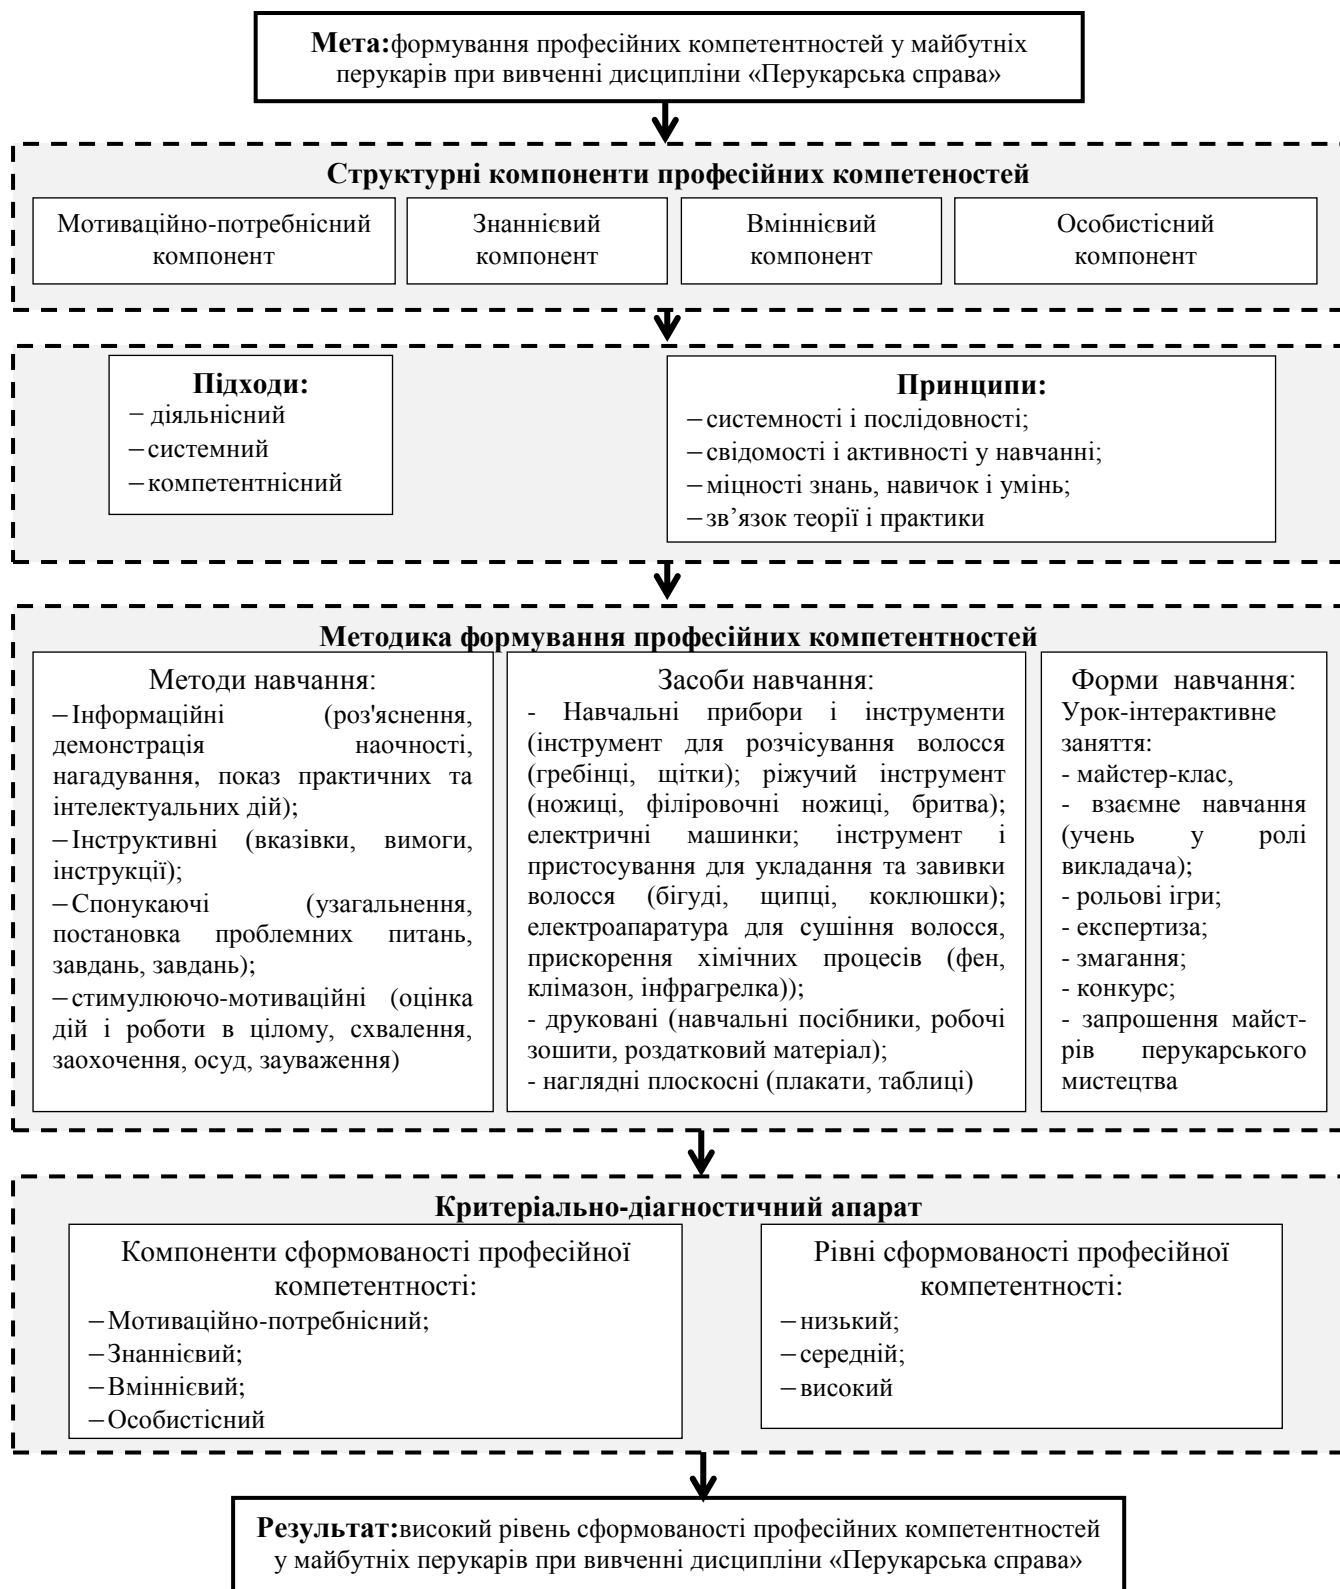 Мета:формування професійних компетентностей у майбутніх
перукарів при вивченні дисципліни «Перукарська справа»
Структурні компоненти професійних компетеностей
Мотиваційно-потребнісний
компонент
Знаннієвий
компонент
Вміннієвий
компонент
Особистісний
компонент
Підходи:
– діяльнісний
– системний
– компетентнісний
Принципи:
– системності і послідовності;
– свідомості і активності у навчанні;
– міцності знань, навичок і умінь;
– зв’язок теорії і практики
Методика формування професійних компетентностей
Методи навчання:
– Інформаційні (роз'яснення,
демонстрація наочності,
нагадування, показ практичних та
інтелектуальних дій);
– Інструктивні (вказівки, вимоги,
інструкції);
– Спонукаючі (узагальнення,
постановка проблемних питань,
завдань, завдань);
– стимулюючо-мотиваційні (оцінка
дій і роботи в цілому, схвалення,
заохочення, осуд, зауваження)
Засоби навчання:
- Навчальні прибори і інструменти
(інструмент для розчісування волосся
(гребінці, щітки); ріжучий інструмент
(ножиці, філіровочні ножиці, бритва);
електричні машинки; інструмент і
пристосування для укладання та завивки
волосся (бігуді, щипці, коклюшки);
електроапаратура для сушіння волосся,
прискорення хімічних процесів (фен,
клімазон, інфрагрелка));
- друковані (навчальні посібники, робочі
зошити, роздатковий матеріал);
- наглядні плоскосні (плакати, таблиці)
Форми навчання:
Урок-інтерактивне
заняття:
- майстер-клас,
- взаємне навчання
(учень у ролі
викладача);
- рольові ігри;
- експертиза;
- змагання;
- конкурс;
- запрошення майст-
рів перукарського
мистецтва
Критеріально-діагностичний апарат
Компоненти сформованості професійної
компетентності:
– Мотиваційно-потребнісний;
– Знаннієвий;
– Вміннієвий;
– Особистісний
Рівні сформованості професійної
компетентності:
– низький;
– середній;
– високий
Результат:високий рівень сформованості професійних компетентностей
у майбутніх перукарів при вивченні дисципліни «Перукарська справа»